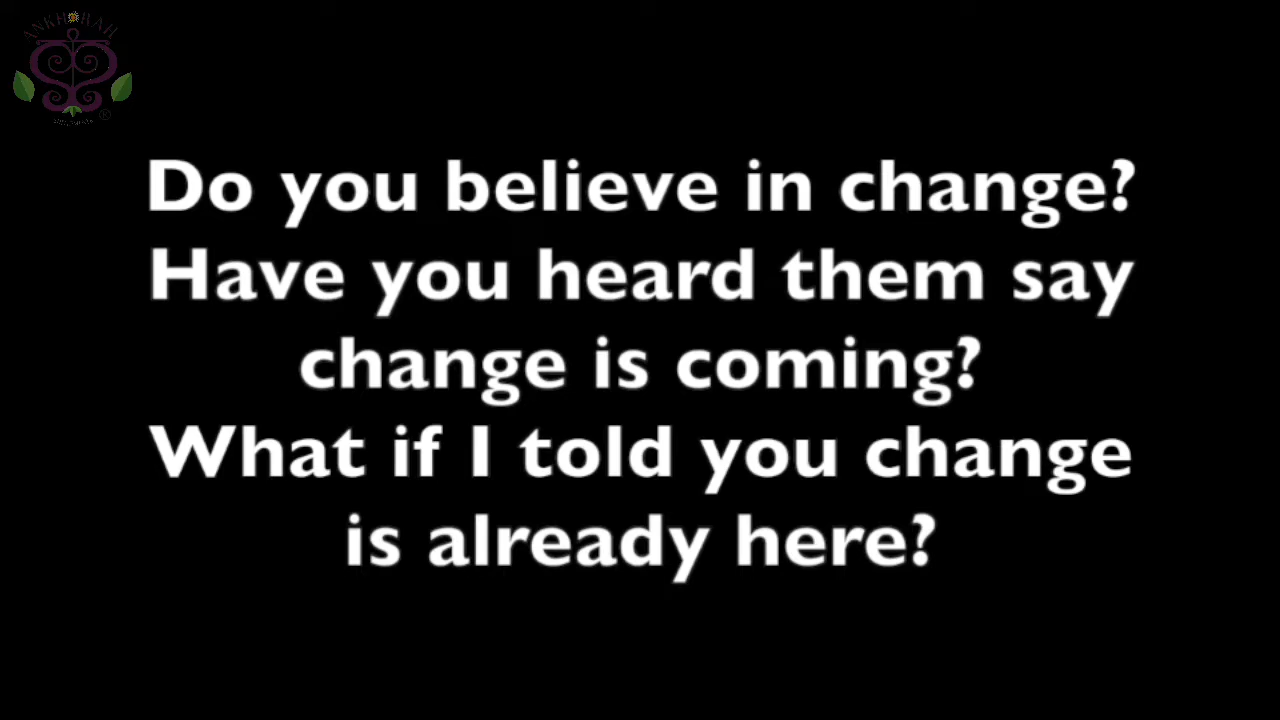 ANKHORAH
®
Do you believe in change?
Have you heard them say
change is coming?
What if I told you change
is already here?